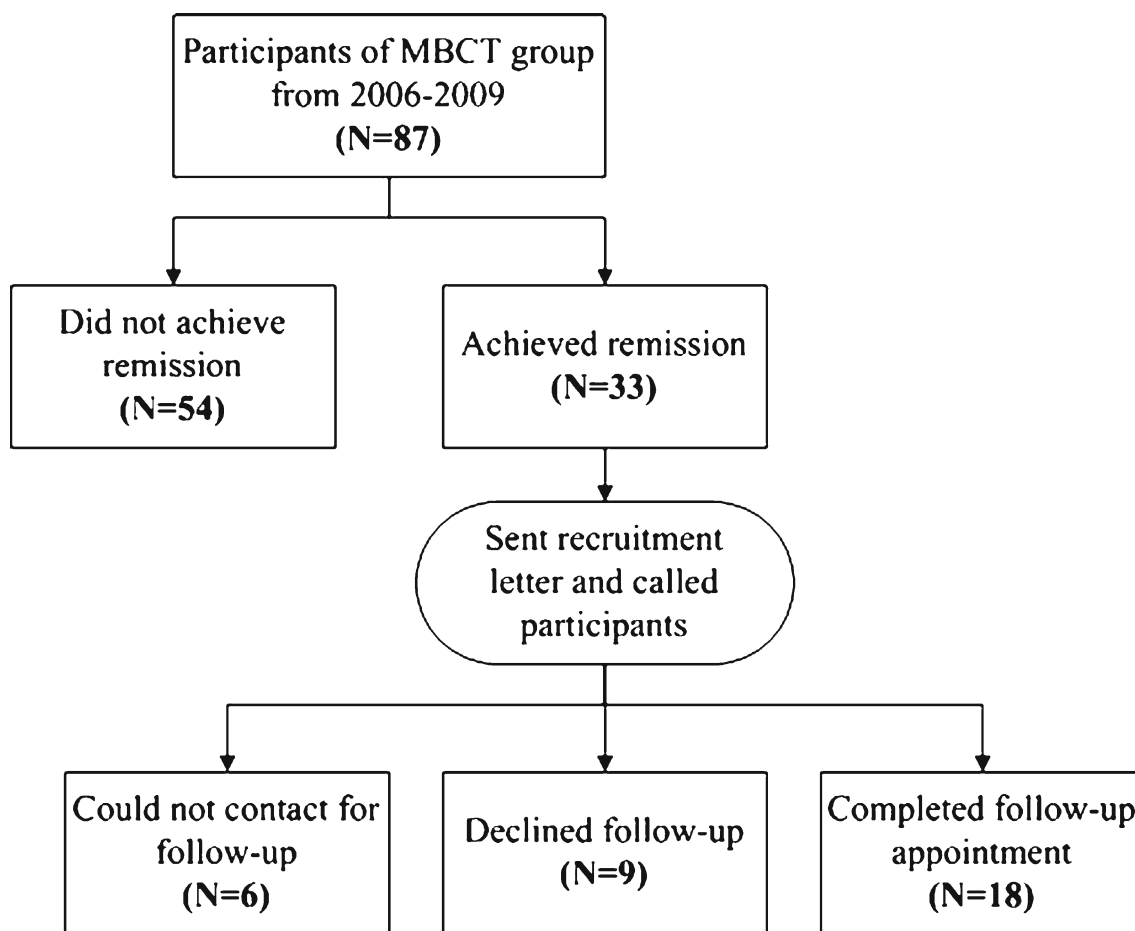 Participants of MBCT group
from 2006-2009
(N=87)
Did not achieve
remission
(N=54)
Achieved remission
(N=33)
Sent recruitment
letter and called
participants
Could not contact for
follow-up
(N=6)
Declined follow-up
(N=9)
Completed follow-up
appointment
(N=18)